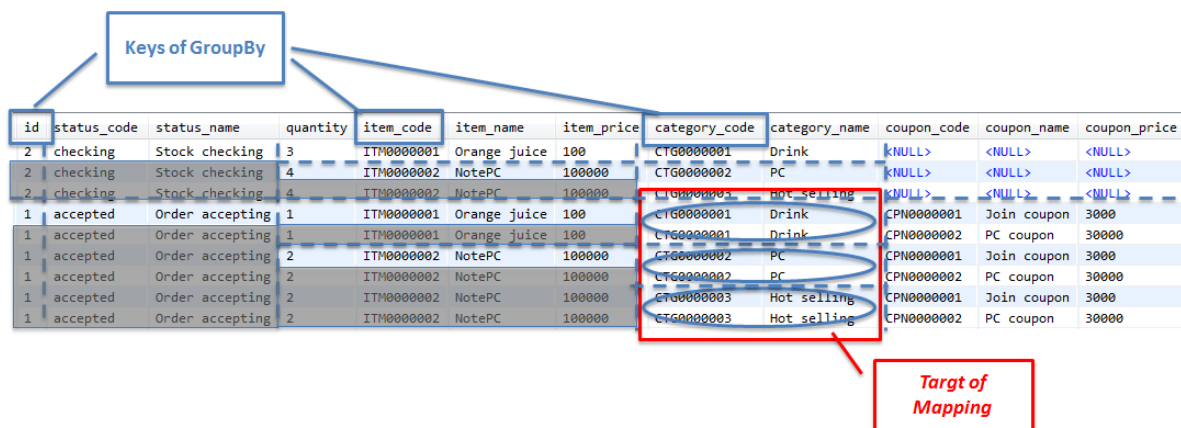 Keys of GroupBy
id status_code status_name quantity item_code item_name item_price category_code category_name coupon_code coupon_name coupon_price
2 checking Stock checking 3 ITM0000001 Orange juice 100 CTG0000001 Drink <NULL> <NULL> <NULL>
2 checking Stock checking 4 ITM0000002 NotePC 100000 CTG0000002 PC <NULL> <NULL> <NULL>
2 checking Stock checking 4 ITM0000002 NotePC 100000 CTG0000003 Hot selling <NULL> <NULL> <NULL>
1 accepted Order accepting 1 ITM0000001 Orange juice 100 CTG0000001 Drink CPN0000001 Join coupon 3000
1 accepted Order accepting 1 ITM0000001 Orange juice 100 CTG0000001 Drink CPN0000002 PC coupon 30000
1 accepted Order accepting 2 ITM0000002 NotePC 100000 CTG0000002 PC CPN0000001 Join coupon 3000
1 accepted Order accepting 2 ITM0000002 NotePC 100000 CTG0000002 PC CPN0000002 PC coupon 30000
1 accepted Order accepting 2 ITM0000002 NotePC 100000 CTG0000003 Hot selling CPN0000001 Join coupon 3000
1 accepted Order accepting 2 ITM0000002 NotePC 100000 CTG0000003 Hot selling CPN0000002 PC coupon 30000
Targt of
Mapping